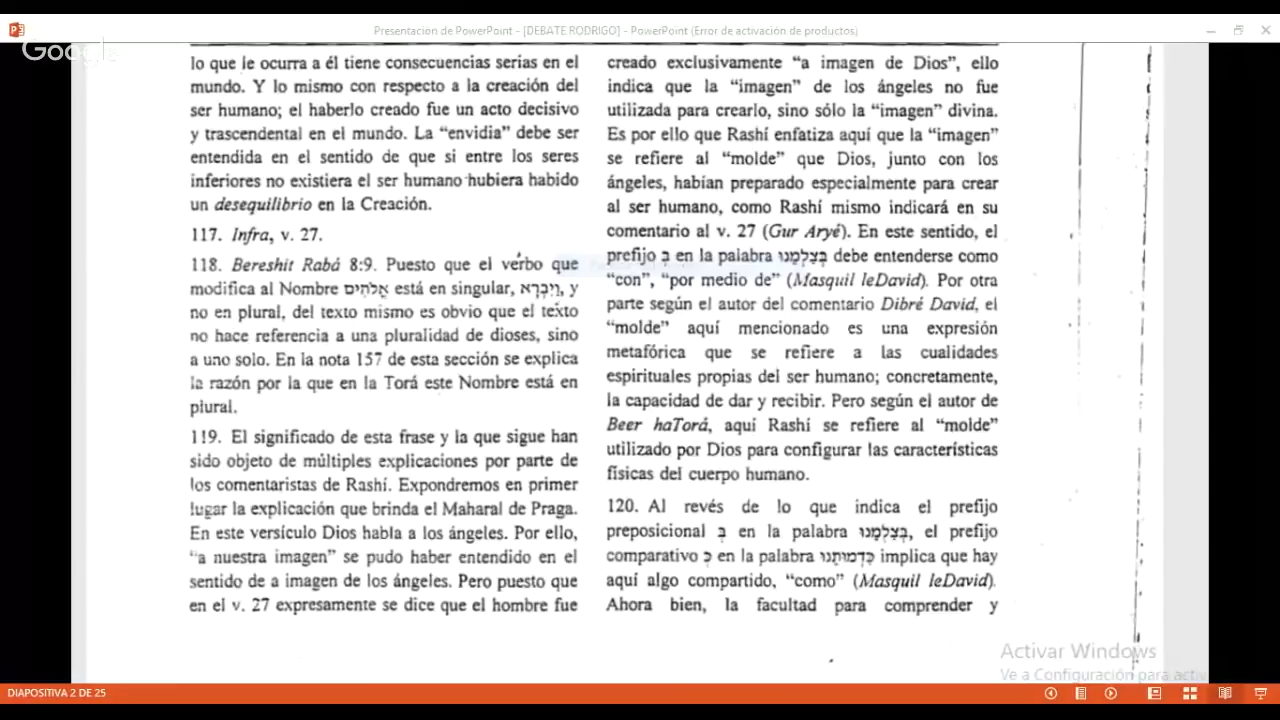 Presentación de PowerPoint - [DEBATE RODRIGO] - PowerPoint (Error de activación de productos)
Google
lo que le ocurra a él tiene consecuencias serias en el
mundo. Y lo mismo con respecto a la creación del
ser humano; el haberlo creado fue un acto decisivo
y trascendental en el mundo. La “envidia” debe ser
entendida en el sentido de que si entre los seres
inferiores no existiera el ser humano hubiera habido
un desequilibrio en la Creación.
117. Infra, v. 27.
118. Bereshit Rabá 8:9. Puesto que el verbo que
modifica al Nombre אֱלֹהִים está en singular, וַיִּבְרָא, y
no en plural, del texto mismo es obvio que el texto
no hace referencia a una pluralidad de dioses, sino
a uno solo. En la nota 157 de esta sección se explica
la razón por la que en la Torá este Nombre está en
plural.
119. El significado de esta frase y la que sigue han
sido objeto de múltiples explicaciones por parte de
los comentaristas de Rashí. Expondremos en primer
lugar la explicación que brinda el Maharal de Praga.
En este versículo Dios habla a los ángeles. Por ello,
“a nuestra imagen” se pudo haber entendido en el
sentido de a imagen de los ángeles. Pero puesto que
en el v. 27 expresamente se dice que el hombre fue
creado exclusivamente “a imagen de Dios”, ello
indica que la “imagen” de los ángeles no fue
utilizada para crearlo, sino sólo la “imagen” divina.
Es por ello que Rashí enfatiza aquí que la “imagen”
se refiere al “molde” que Dios, junto con los
ángeles, habían preparado especialmente para crear
al ser humano, como Rashí mismo indicará en su
comentario al v. 27 (Gur Aryé). En este sentido, el
prefijo בְּ en la palabra בְּצַלְמֵנוּ debe entenderse como
“con”, “por medio de” (Masquil leDavid). Por otra
parte según el autor del comentario Dibré David, el
“molde” aquí mencionado es una expresión
metafórica que se refiere a las cualidades
espirituales propias del ser humano; concretamente,
la capacidad de dar y recibir. Pero según el autor de
Beer haTorá, aquí Rashí se refiere al “molde”
utilizado por Dios para configurar las características
físicas del cuerpo humano.
120. Al revés de lo que indica el prefijo
preposicional בְּ en la palabra בְּצַלְמֵנוּ, el prefijo
comparativo כִּ en la palabra כִּדְמוּתֵנוּ implica que hay
aquí algo compartido, “como” (Masquil leDavid).
Ahora bien, la facultad para comprender y
Activar Windows
Ve a Configuración para acti
DIAPOSITIVA 2 DE 25